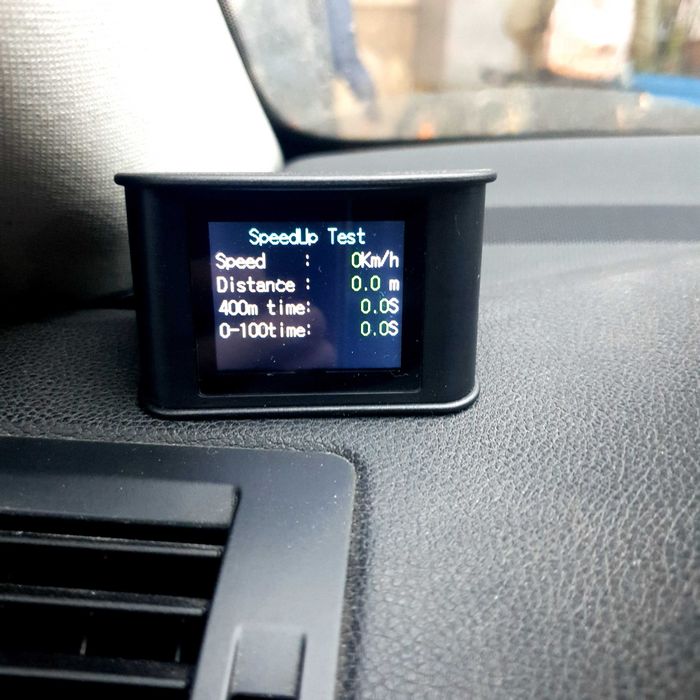 SpeedUp Test
Speed : 0Km/h
Distance : 0.0 m
400m time: 0.0S
0-100time: 0.0S